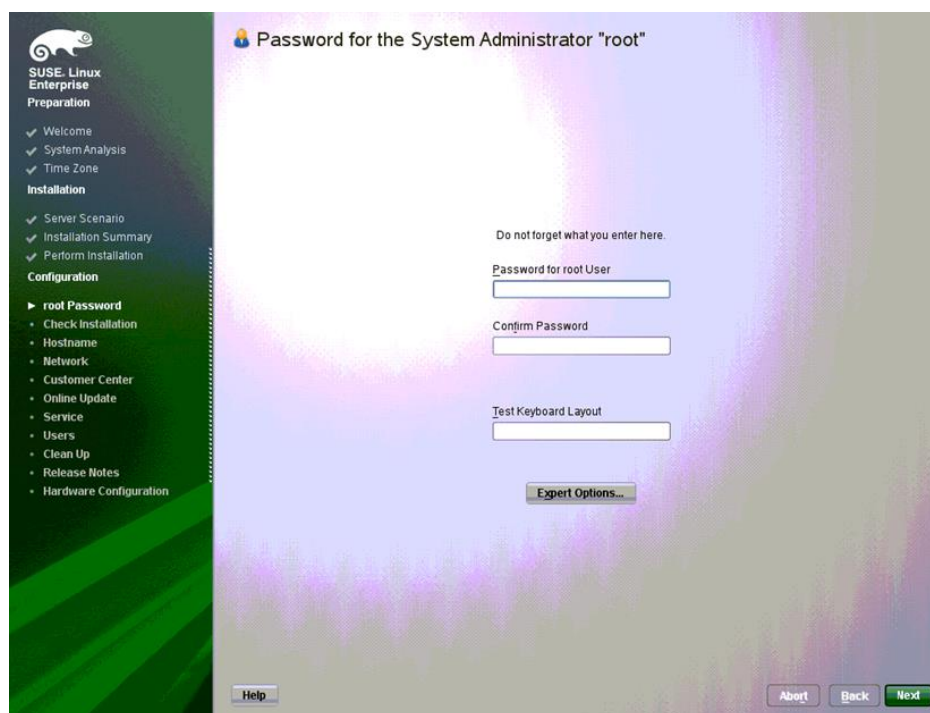 SUSE. Linux
Enterprise
Preparation
Welcome
System Analysis
Time Zone
Installation
Server Scenario
Installation Summary
Perform Installation
Configuration
root Password
Check Installation
Hostname
Network
Customer Center
Online Update
Service
Users
Clean Up
Release Notes
Hardware Configuration
Password for the System Administrator "root"
Do not forget what you enter here.
Password for root User
Confirm Password
Test Keyboard Layout
Expert Options...
Help
Abort
Back
Next